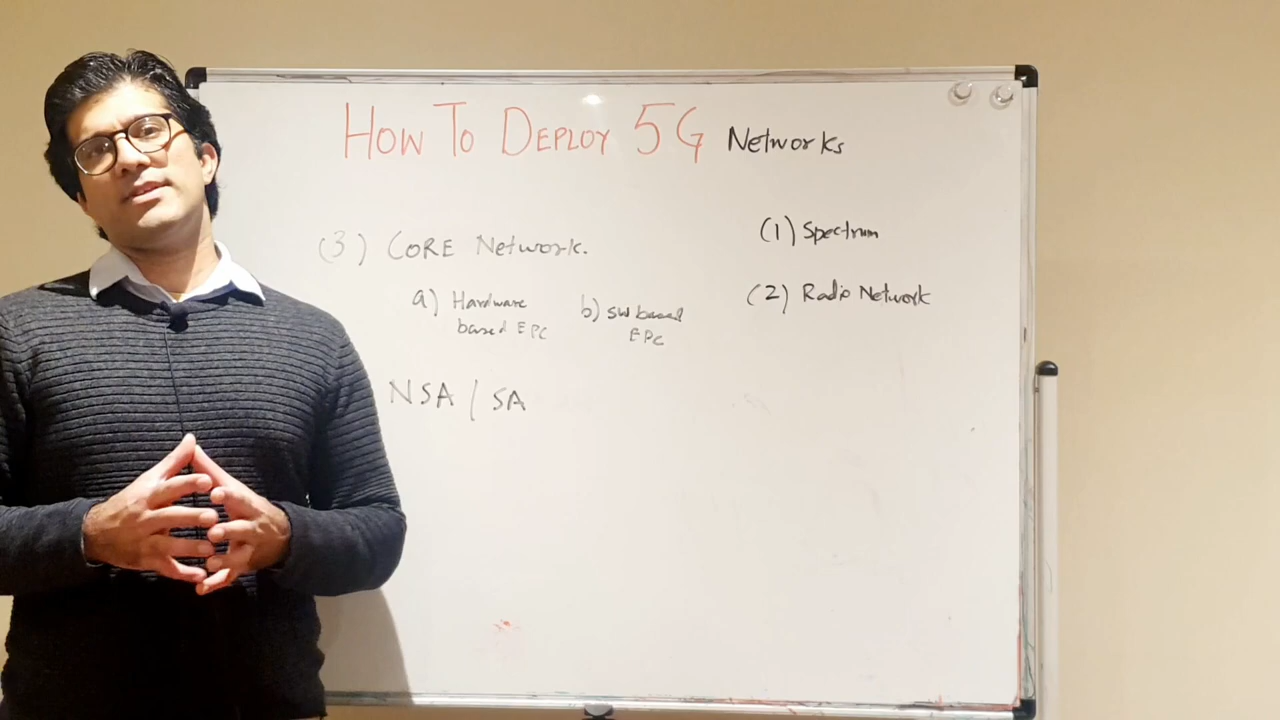 HOW TO DEPLOY 5G Networks
(3) CORE Network.
a) Hardware
based EPC
b) SW based
EPC
NSA / SA
(1) Spectrum
(2) Radio Network